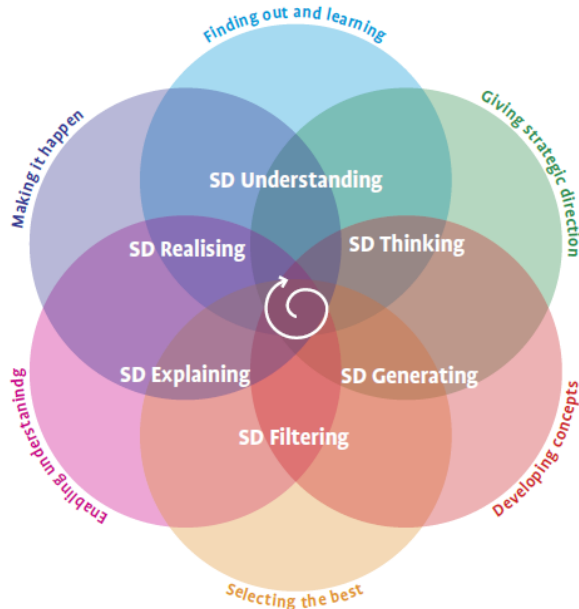 Finding out and learning
Giving strategic direction
Making it happen
SD Understanding
SD Realising
SD Thinking
SD Explaining
SD Generating
SD Filtering
Enabling understanindg
Developing concepts
Selecting the best